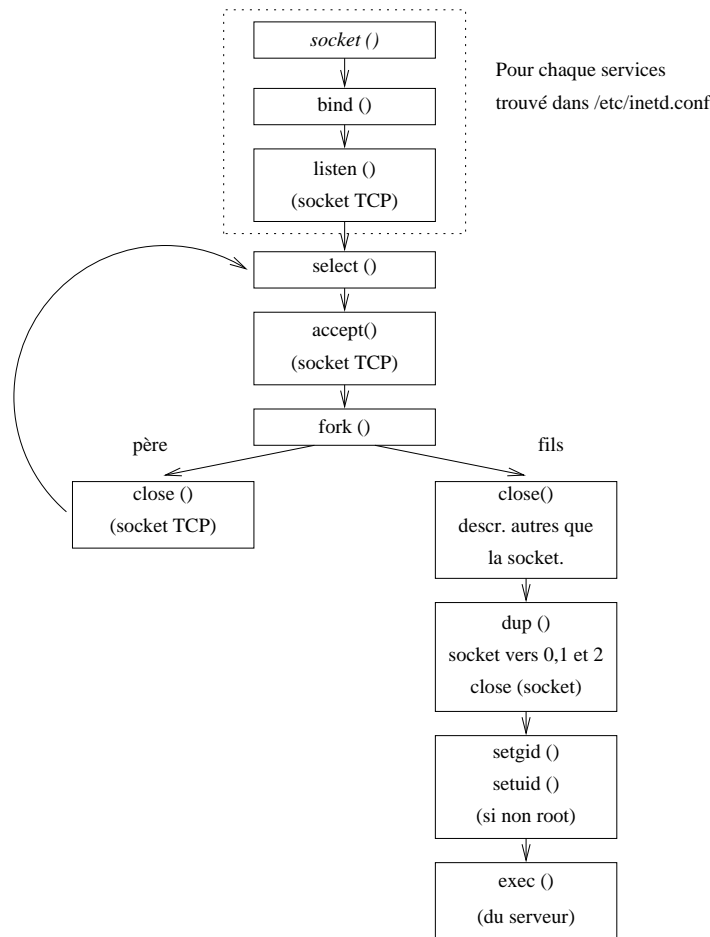 socket ()
Pour chaque services
trouvé dans /etc/inetd.conf
bind ()
listen ()
(socket TCP)
select ()
accept()
(socket TCP)
fork ()
père
fils
close ()
(socket TCP)
close()
descr. autres que
la socket.
dup ()
socket vers 0,1 et 2
close (socket)
setgid ()
setuid ()
(si non root)
exec ()
(du serveur)